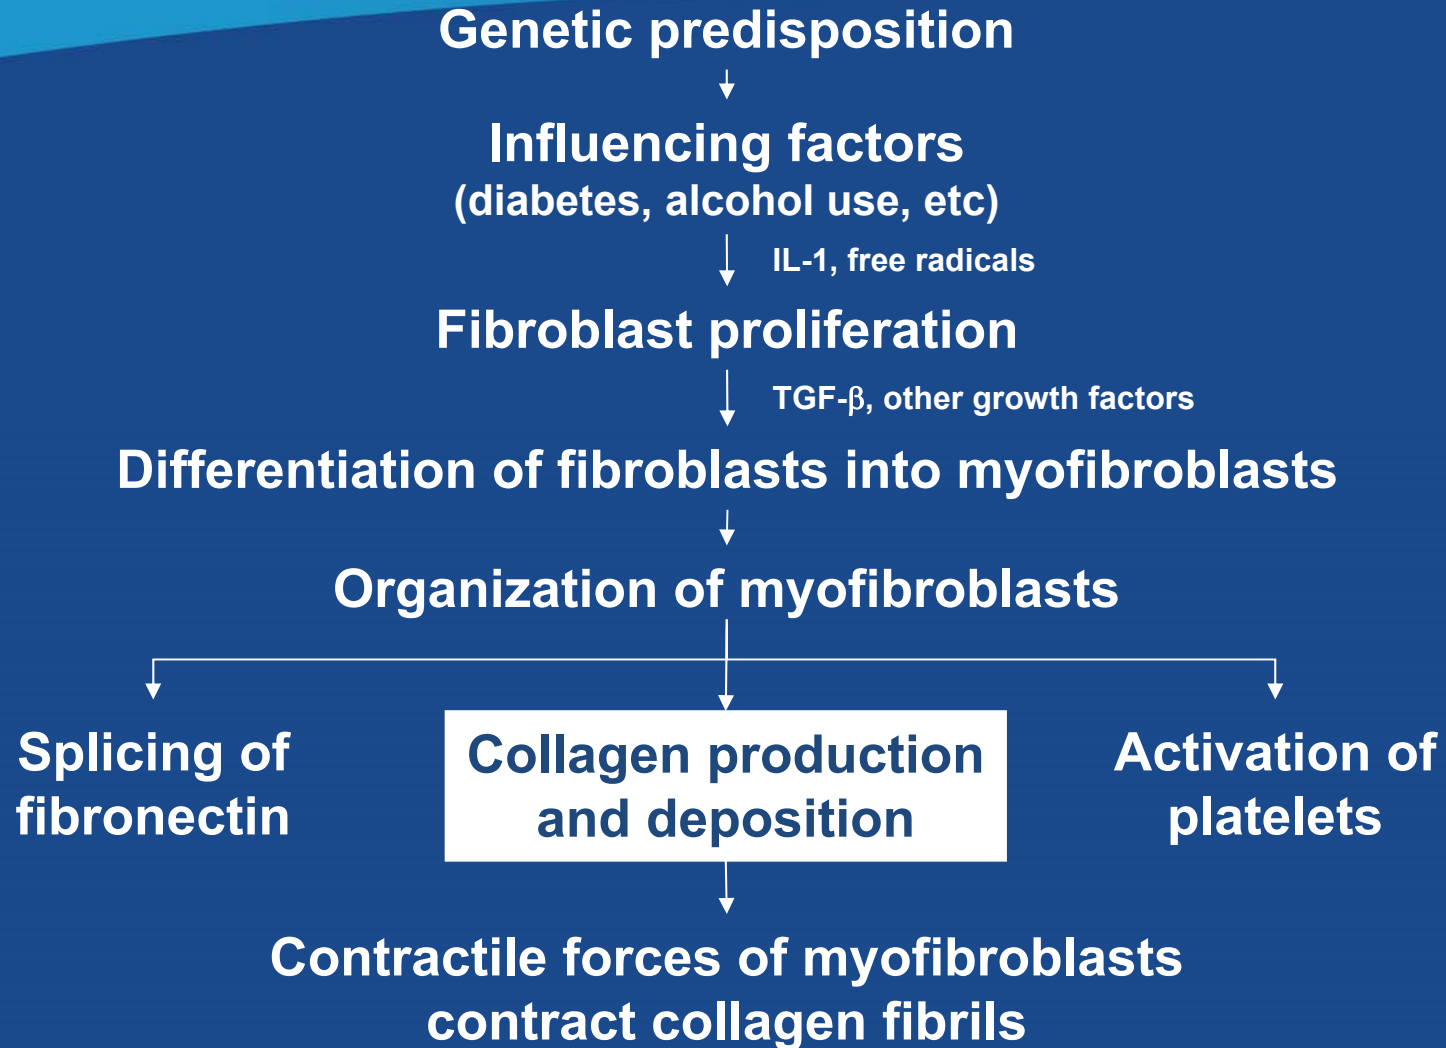 Genetic predisposition
Influencing factors
(diabetes, alcohol use, etc)
IL-1, free radicals
Fibroblast proliferation
TGF-β, other growth factors
Differentiation of fibroblasts into myofibroblasts
Organization of myofibroblasts
Splicing of
fibronectin
Collagen production
and deposition
Activation of
platelets
Contractile forces of myofibroblasts
contract collagen fibrils